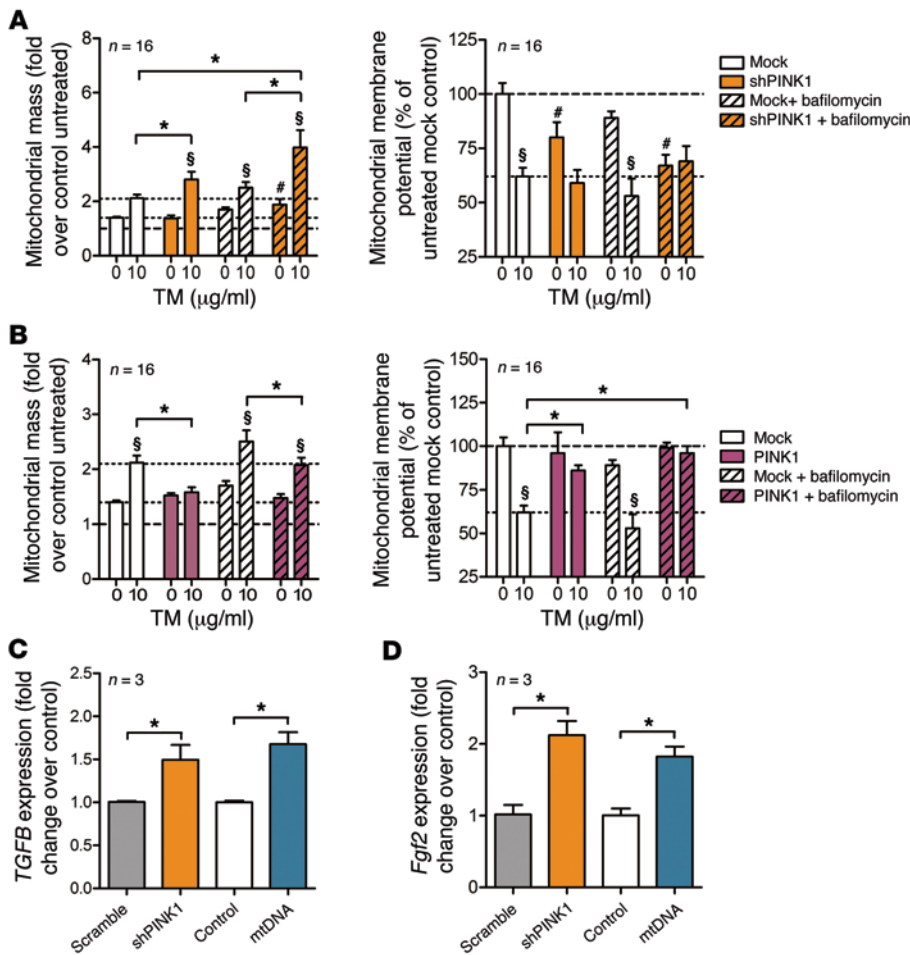 A
Mitochondrial mass (fold
over control untreated)
n = 16
8
6
4
2
0
*
*
*
§
§
#
§
0 10 0 10 0 10 0 10
TM (μg/ml)
Mitochondrial membrane
potential (% of
untreated mock control)
n = 16
125
100
75
50
25
§
#
§
#
0 10 0 10 0 10 0 10
TM (μg/ml)
Mock
shPINK1
Mock+ bafilomycin
shPINK1 + bafilomycin
B
Mitochondrial mass (fold
over control untreated)
n = 16
4
3
2
1
0
*
*
§
§
§
0 10 0 10 0 10 0 10
TM (μg/ml)
Mitochondrial membrane
potential (% of
untreated mock control)
n = 16
150
125
100
75
50
25
*
*
§
§
0 10 0 10 0 10 0 10
TM (μg/ml)
Mock
PINK1
Mock + bafilomycin
PINK1 + bafilomycin
C
TGFB expression (fold
change over control)
n = 3
2.5
2.0
1.5
1.0
0.5
0.0
*
*
Scramble
shPINK1
Control
mtDNA
D
Fgf2 expression (fold
change over control)
n = 3
3
2
1
0
*
*
Scramble
shPINK1
Control
mtDNA